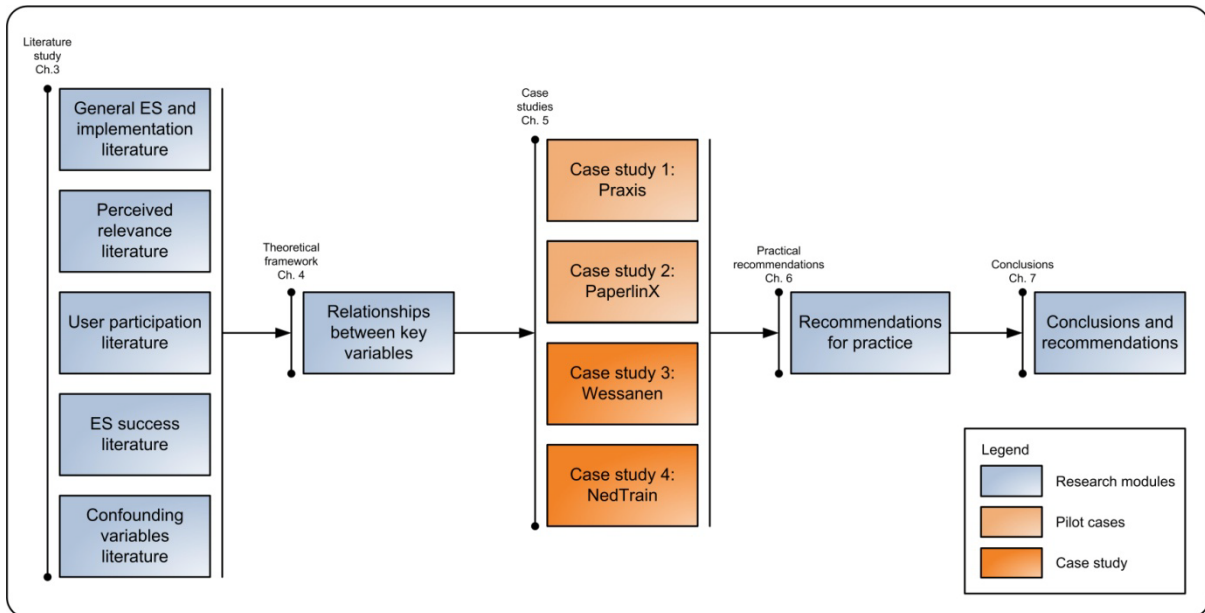 Literature
study
Ch.3
General ES and
implementation
literature
Perceived
relevance
literature
User participation
literature
ES success
literature
Confounding
variables
literature
Theoretical
framework
Ch. 4
Relationships
between key
variables
Case
studies
Ch. 5
Case study 1:
Praxis
Case study 2:
PaperlinX
Case study 3:
Wessanen
Case study 4:
NedTrain
Practical
recommendations
Ch. 6
Recommendations
for practice
Conclusions
Ch. 7
Conclusions and
recommendations
Legend
Research modules
Pilot cases
Case study